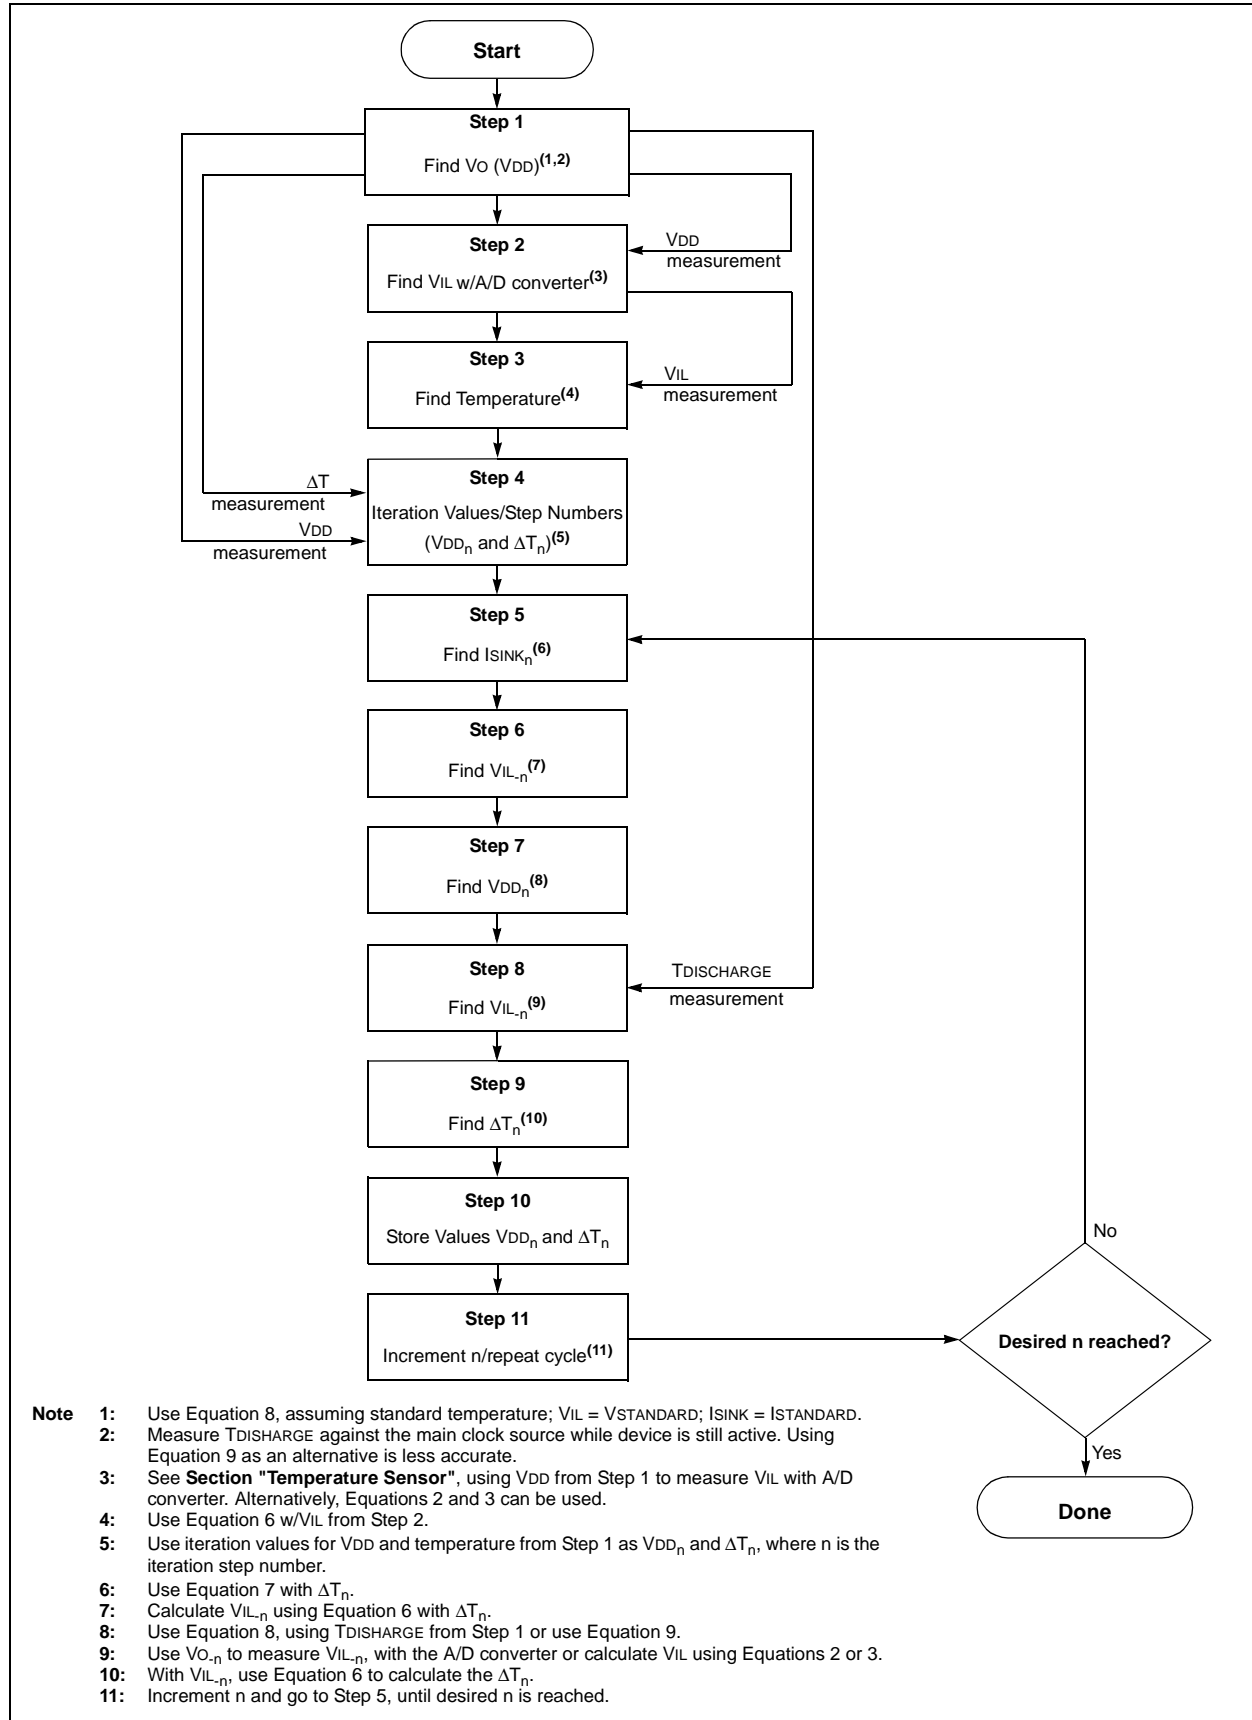 Start
Step 1
Find VO (VDD)(1,2)
VDD
measurement
Step 2
Find VIL w/A/D converter(3)
Step 3
Find Temperature(4)
VIL
measurement
ΔT
measurement
VDD
measurement
Step 4
Iteration Values/Step Numbers
(VDDn and ΔTn)(5)
Step 5
Find ISINKn(6)
Step 6
Find VIL-n(7)
Step 7
Find VDDn(8)
Step 8
Find VIL-n(9)
TDISCHARGE
measurement
Step 9
Find ΔTn(10)
Step 10
Store Values VDDn and ΔTn
Step 11
Increment n/repeat cycle(11)
No
Desired n reached?
Yes
Done
Note 1: Use Equation 8, assuming standard temperature; VIL = VSTANDARD; ISINK = ISTANDARD.
2: Measure TDISHARGE against the main clock source while device is still active. Using
Equation 9 as an alternative is less accurate.
3: See Section "Temperature Sensor", using VDD from Step 1 to measure VIL with A/D
converter. Alternatively, Equations 2 and 3 can be used.
4: Use Equation 6 w/VIL from Step 2.
5: Use iteration values for VDD and temperature from Step 1 as VDDn and ΔTn, where n is the
iteration step number.
6: Use Equation 7 with ΔTn.
7: Calculate VIL-n using Equation 6 with ΔTn.
8: Use Equation 8, using TDISHARGE from Step 1 or use Equation 9.
9: Use VO-n to measure VIL-n, with the A/D converter or calculate VIL using Equations 2 or 3.
10: With VIL-n, use Equation 6 to calculate the ΔTn.
11: Increment n and go to Step 5, until desired n is reached.